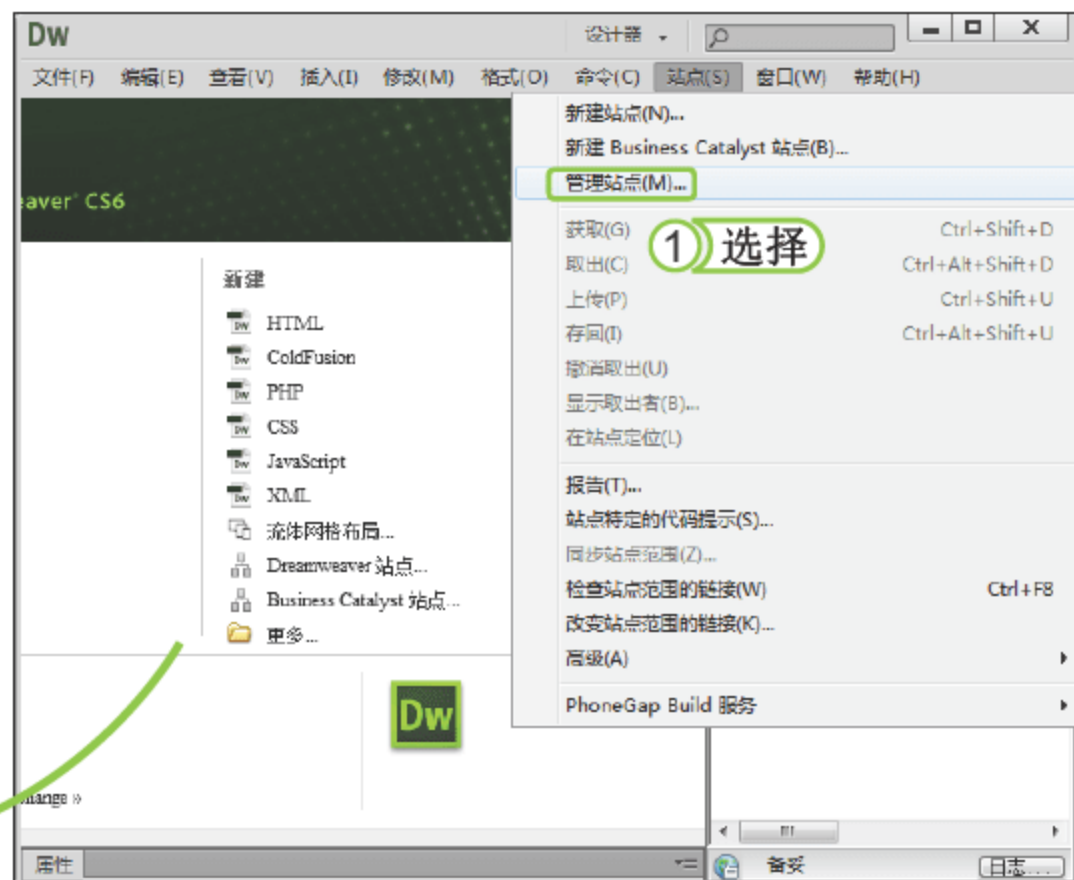 Dw
设计器
文件(F) 编辑(E) 查看(V) 插入(I) 修改(M) 格式(O) 命令(C) 站点(S) 窗口(W) 帮助(H)
新建站点(N)...
新建 Business Catalyst 站点(B)...
管理站点(M)...
eaver® CS6
获取(G) Ctrl+Shift+D
1 选择
取出(C) Ctrl+Alt+Shift+D
上传(P) Ctrl+Shift+U
存回(I) Ctrl+Alt+Shift+U
撤消取出(U)
显示取出者(B)...
在站点定位(L)
报告(T)...
站点特定的代码提示(S)...
同步站点范围(Z)...
检查站点范围的链接(W) Ctrl+F8
改变站点范围的链接(K)...
高级(A)
PhoneGap Build 服务
新建
HTML
ColdFusion
PHP
CSS
JavaScript
XML
流体网格布局...
Dreamweaver 站点...
Business Catalyst 站点...
更多...
Dw
hange »
属性
备妥
日志...